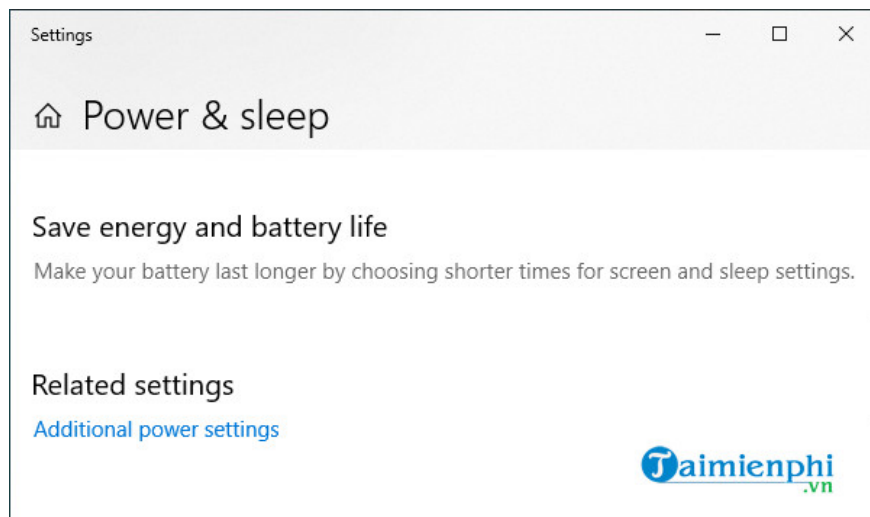 Settings
Power & sleep
Save energy and battery life
Make your battery last longer by choosing shorter times for screen and sleep settings.
Related settings
Additional power settings
Taimienphi
.vn